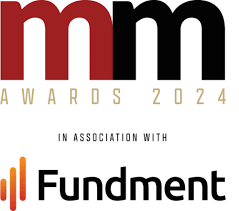 mm
AWARDS 2024
IN ASSOCIATION WITH
Fundment